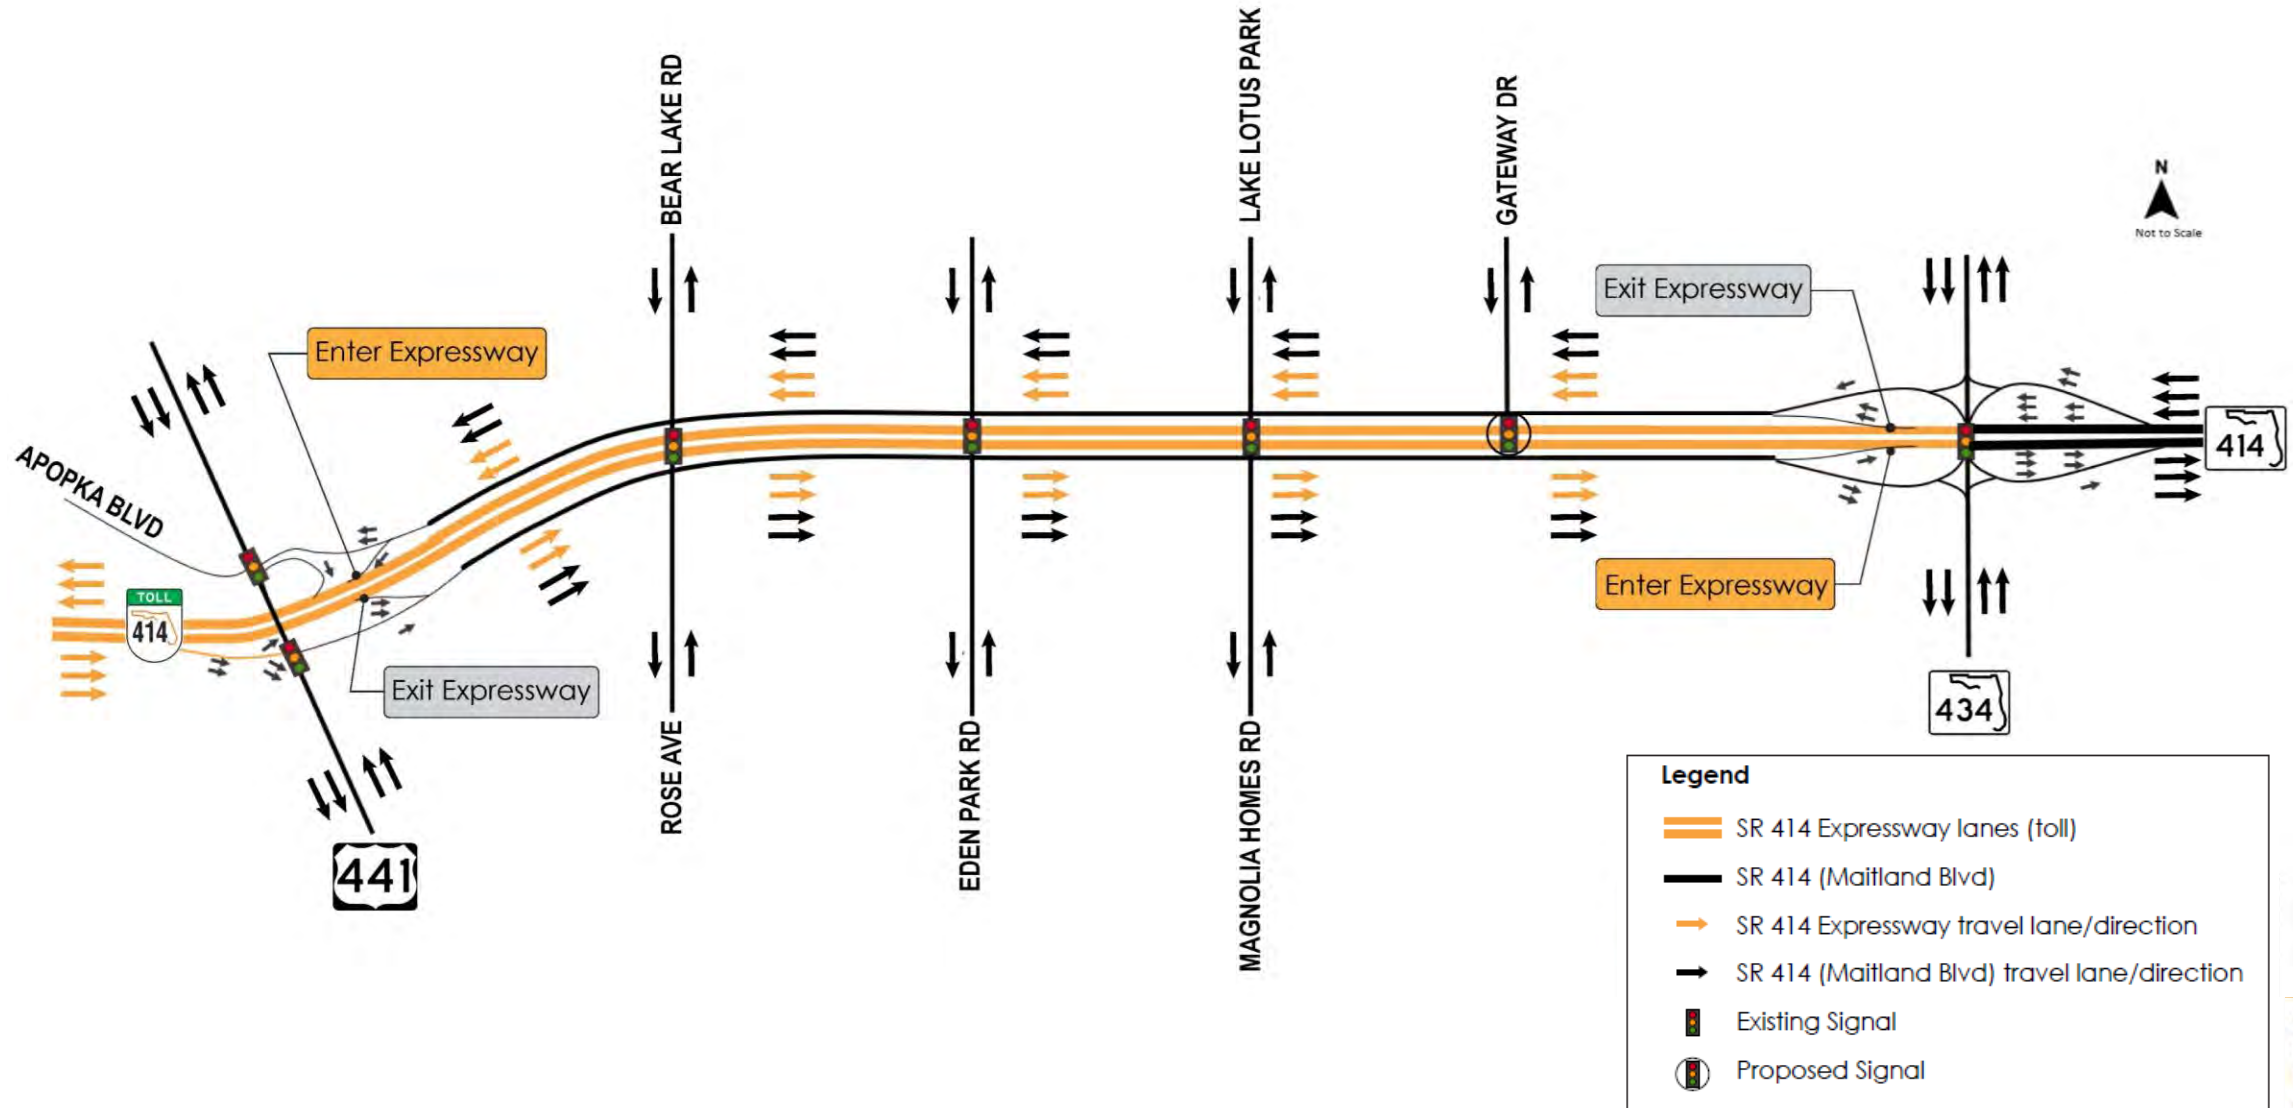 BEAR LAKE RD
LAKE LOTUS PARK
GATEWAY DR
N
Not to Scale
Exit Expressway
Enter Expressway
APOPKA BLVD
414
TOLL
414
Exit Expressway
Enter Expressway
434
441
ROSE AVE
EDEN PARK RD
MAGNOLIA HOMES RD
Legend
SR 414 Expressway lanes (toll)
SR 414 (Maitland Blvd)
SR 414 Expressway travel lane/direction
SR 414 (Maitland Blvd) travel lane/direction
Existing Signal
Proposed Signal